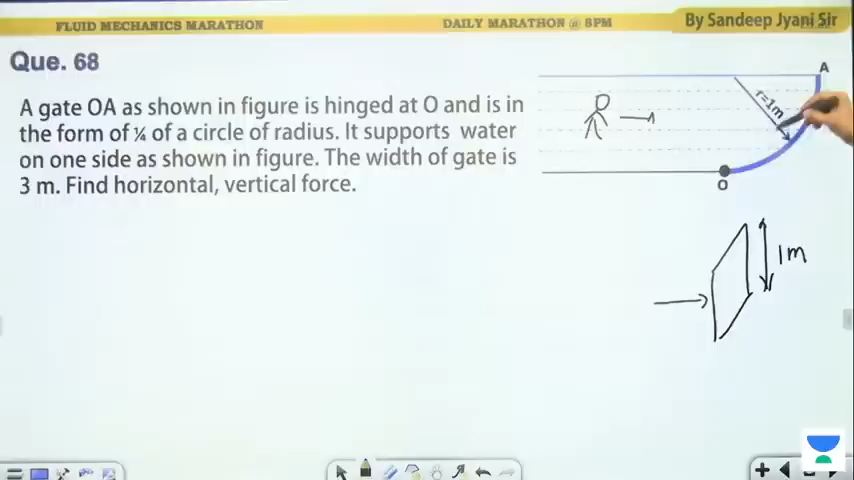 FLUID MECHANICS MARATHON
DAILY MARATHON @ 8PM
By Sandeep Jyani Sir
Que. 68
A gate OA as shown in figure is hinged at O and is in
the form of ¼ of a circle of radius. It supports water
on one side as shown in figure. The width of gate is
3 m. Find horizontal, vertical force.
A
r=1m
O
1m